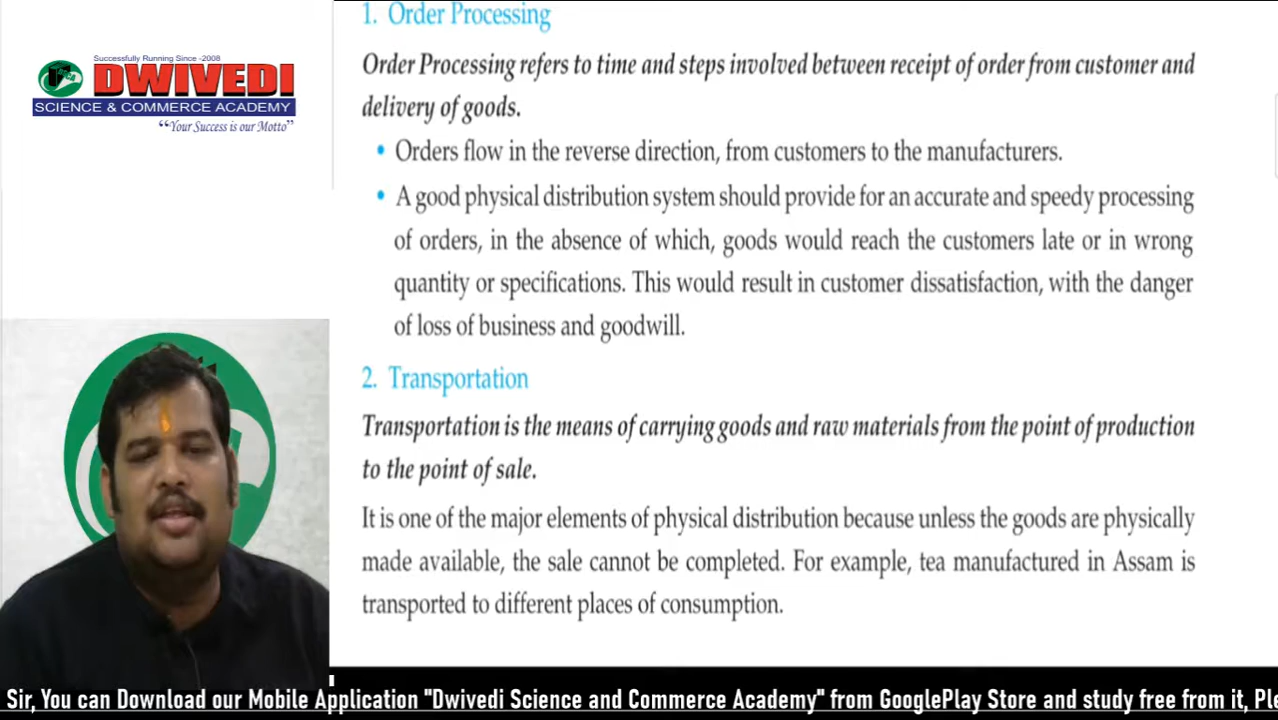 Successfully Running Since -2008
DWIVEDI
SCIENCE & COMMERCE ACADEMY
“Your Success is our Motto”
1. Order Processing
Order Processing refers to time and steps involved between receipt of order from customer and
delivery of goods.
• Orders flow in the reverse direction, from customers to the manufacturers.
• A good physical distribution system should provide for an accurate and speedy processing
of orders, in the absence of which, goods would reach the customers late or in wrong
quantity or specifications. This would result in customer dissatisfaction, with the danger
of loss of business and goodwill.
2. Transportation
Transportation is the means of carrying goods and raw materials from the point of production
to the point of sale.
It is one of the major elements of physical distribution because unless the goods are physically
made available, the sale cannot be completed. For example, tea manufactured in Assam is
transported to different places of consumption.
Sir, You can Download our Mobile Application "Dwivedi Science and Commerce Academy" from GooglePlay Store and study free from it,